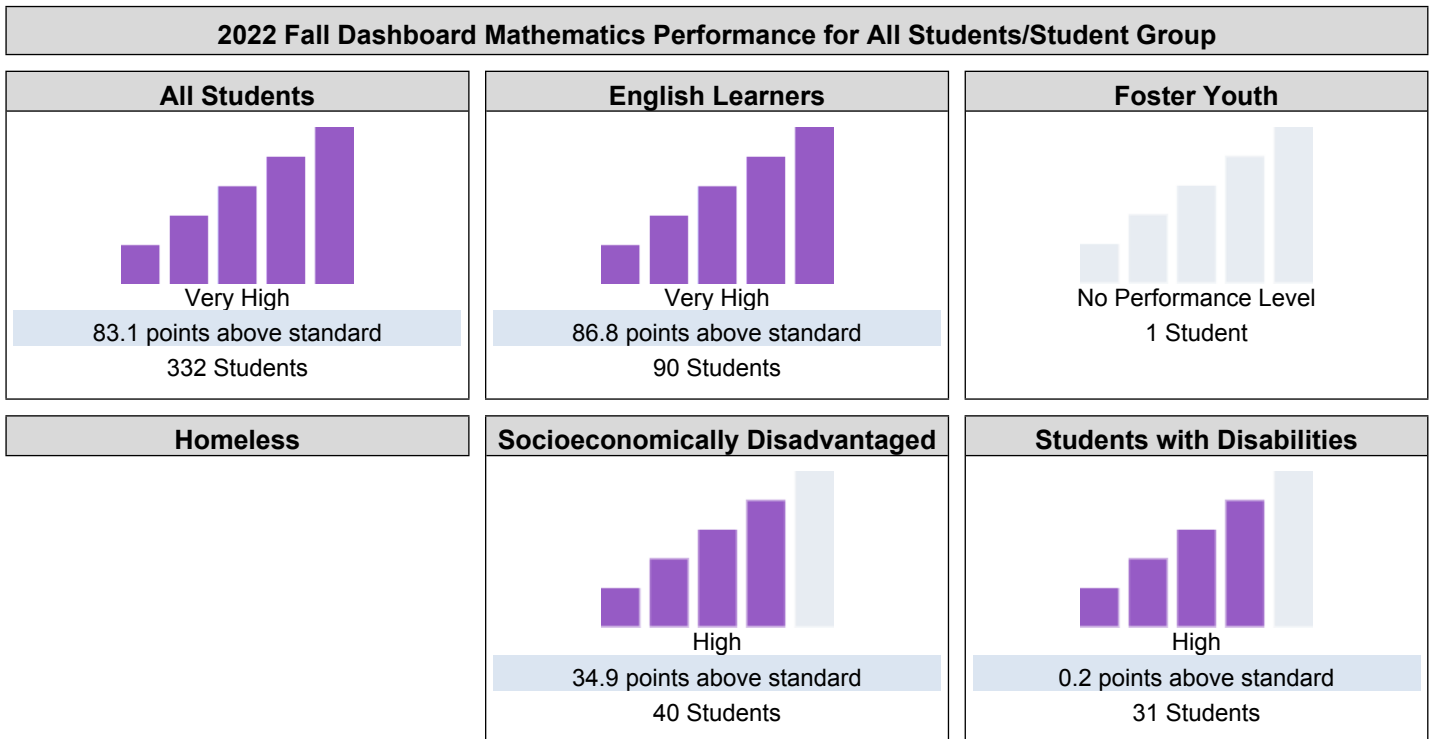 2022 Fall Dashboard Mathematics Performance for All Students/Student Group
All Students
Very High
83.1 points above standard
332 Students
English Learners
Very High
86.8 points above standard
90 Students
Foster Youth
No Performance Level
1 Student
Homeless
Socioeconomically Disadvantaged
High
34.9 points above standard
40 Students
Students with Disabilities
High
0.2 points above standard
31 Students